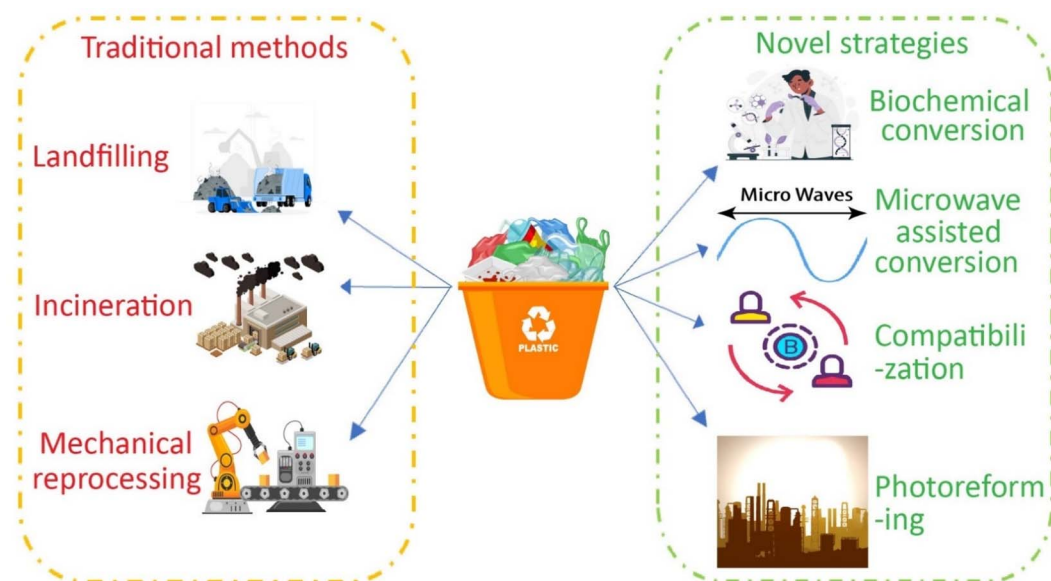 Traditional methods
Landfilling
Incineration
Mechanical
reprocessing
PLASTIC
Novel strategies
Biochemical
conversion
Micro Waves
Microwave
assisted
conversion
B
Compatibili
-zation
Photoreform
-ing